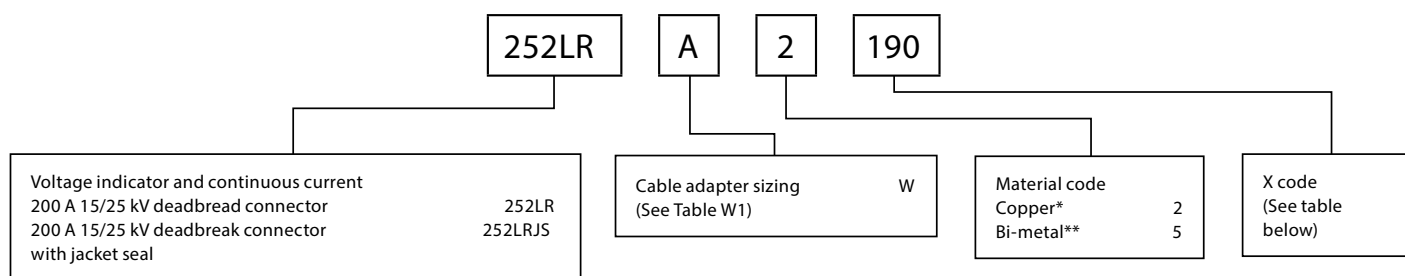 252LR A 2 190
Voltage indicator and continuous current
200 A 15/25 kV deadbread connector 252LR
200 A 15/25 kV deadbreak connector 252LRJS
with jacket seal
Cable adapter sizing W
(See Table W1)
Material code
Copper* 2
Bi-metal** 5
X code
(See table
below)